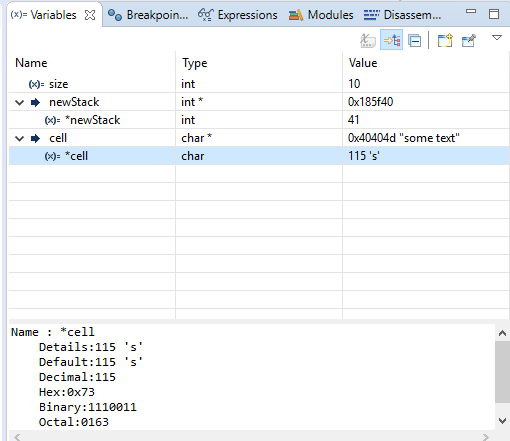 (x)= Variables Breakpoin... Expressions Modules Disassem...
Name Type Value
(x)= size int 10
newStack int * 0x185f40
(x)= *newStack int 41
cell char * 0x40404d "some text"
(x)= *cell char 115 's'
Name : *cell
Details:115 's'
Default:115 's'
Decimal:115
Hex:0x73
Binary:1110011
Octal:0163